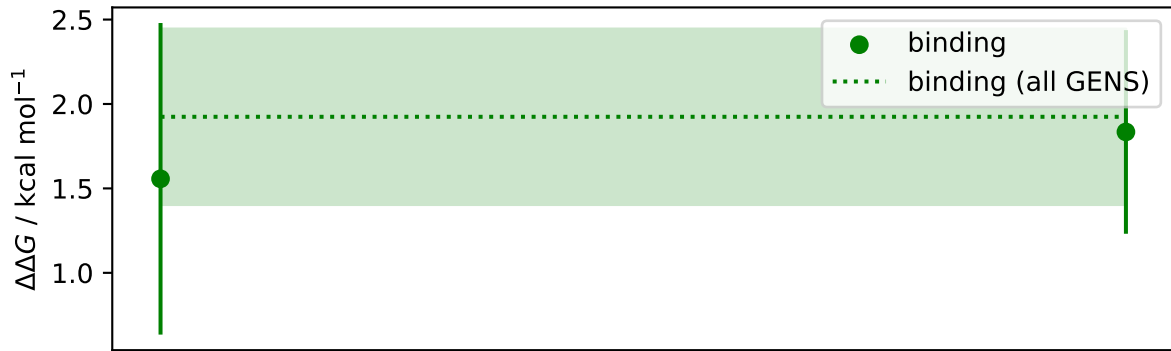 2.5
2.0
1.5
1.0
ΔΔG / kcal mol⁻¹
binding
binding (all GENS)